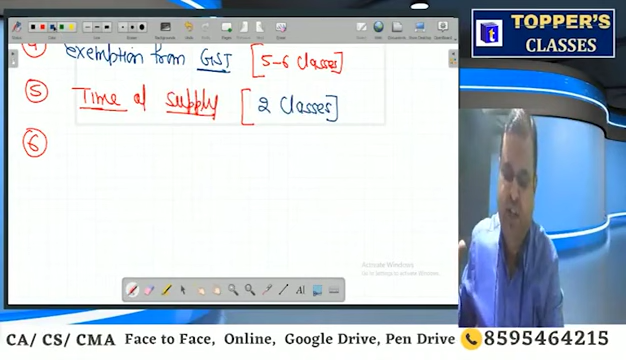 4
exemption from GST [5-6 Classes]
5 Time of Supply [2 Classes]
6
t TOPPER'S
CLASSES
Activate Windows
Go to Settings to activate Windows.
CA/ CS/ CMA Face to Face, Online, Google Drive, Pen Drive 8595464215